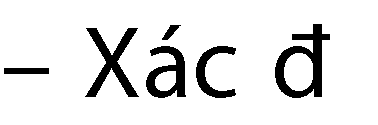 – Xác đ